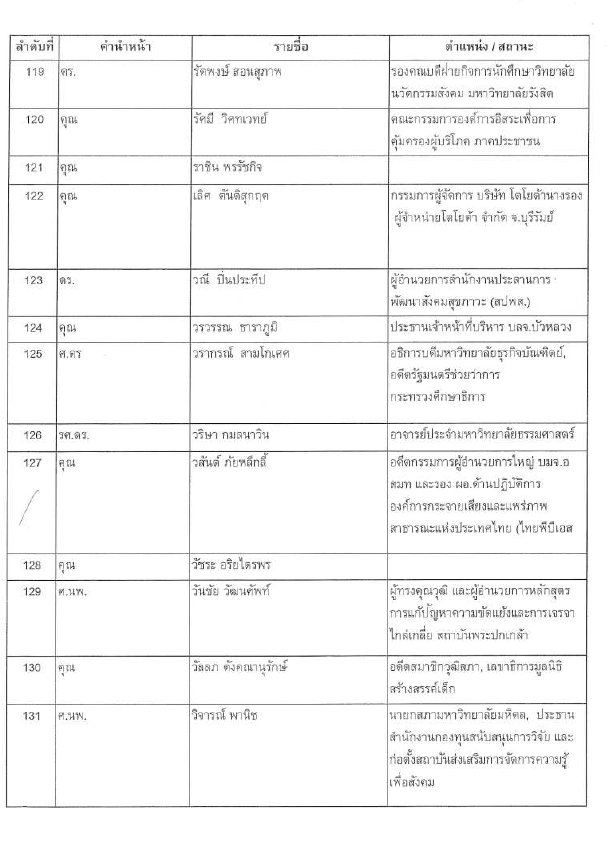 ลำดับที่ คำนำหน้า รายชื่อ ตำแหน่ง / สถานะ
119 ดร. รัตพงษ์ สอนสุภาพ รองคณบดีฝ่ายกิจการนักศึกษาวิทยาลัย
นวัตกรรมสังคม มหาวิทยาลัยรังสิต
120 คุณ รัศมี วิศทเวทย์ คณะกรรมการองค์การอิสระเพื่อการ
คุ้มครองผู้บริโภค ภาคประชาชน
121 คุณ ราชิน พรรัชกิจ
122 คุณ เลิศ ตันติสุกฤต กรรมการผู้จัดการ บริษัท โตโยต้านางรอง
ผู้จำหน่ายโตโยต้า จำกัด จ.บุรีรัมย์
123 ดร. วณี ปิ่นประทีป ผู้อำนวยการสำนักงานประสานการ
พัฒนาสังคมสุขภาวะ (สปพส.)
124 คุณ วรวรรณ ธาราภูมิ ประธานเจ้าหน้าที่บริหาร บลจ.บัวหลวง
125 ศ.ดร วรากรณ์ สามโกเศศ อธิการบดีมหาวิทยาลัยธุรกิจบัณฑิตย์,
อดีตรัฐมนตรีช่วยว่าการ
กระทรวงศึกษาธิการ
126 รศ.ดร. วริษา กมลนาวิน อาจารย์ประจำมหาวิทยาลัยธรรมศาสตร์
127 คุณ วสันต์ ภัยหลีกลี้ อดีตกรรมการผู้อำนวยการใหญ่ บมจ.อ
สมท และรอง ผอ.ด้านปฏิบัติการ
องค์การกระจายเสียงและแพร่ภาพ
สาธารณะแห่งประเทศไทย (ไทยพีบีเอส
128 คุณ วัชระ อริยไตรพร
129 ศ.นพ. วันชัย วัฒนศัพท์ ผู้ทรงคุณวุฒิ และผู้อำนวยการหลักสูตร
การแก้ปัญหาความขัดแย้งและการเจรจา
ไกล่เกลี่ย สถาบันพระปกเกล้า
130 คุณ วัลลภ ตังคณานุรักษ์ อดีตสมาชิกวุฒิสภา, เลขาธิการมูลนิธิ
สร้างสรรค์เด็ก
131 ศ.นพ. วิจารณ์ พานิช นายกสภามหาวิทยาลัยมหิดล, ประธาน
สำนักงานกองทุนสนับสนุนการวิจัย และ
ก่อตั้งสถาบันส่งเสริมการจัดการความรู้
เพื่อสังคม